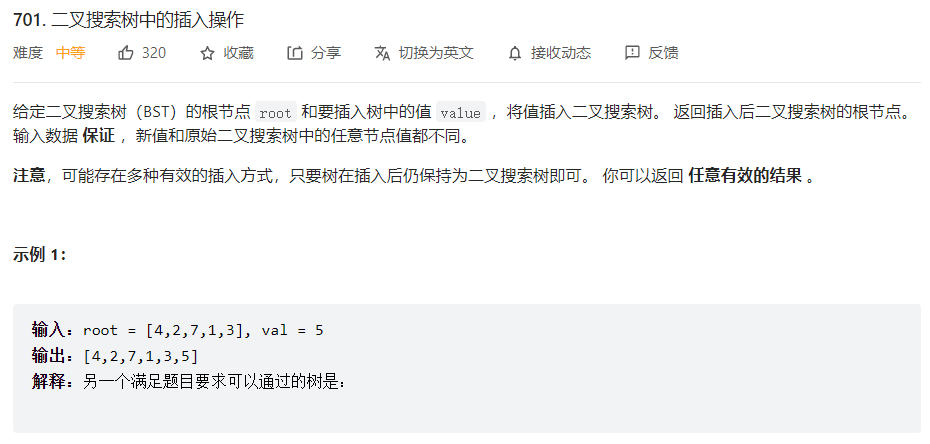 701. 二叉搜索树中的插入操作
难度 中等 320 收藏 分享 切换为英文 接收动态 反馈
给定二叉搜索树（BST）的根节点 root 和要插入树中的值 value ，将值插入二叉搜索树。 返回插入后二叉搜索树的根节点。
输入数据 保证 ，新值和原始二叉搜索树中的任意节点值都不同。
注意，可能存在多种有效的插入方式，只要树在插入后仍保持为二叉搜索树即可。 你可以返回 任意有效的结果 。
示例 1：
输入：root = [4,2,7,1,3], val = 5
输出：[4,2,7,1,3,5]
解释：另一个满足题目要求可以通过的树是：